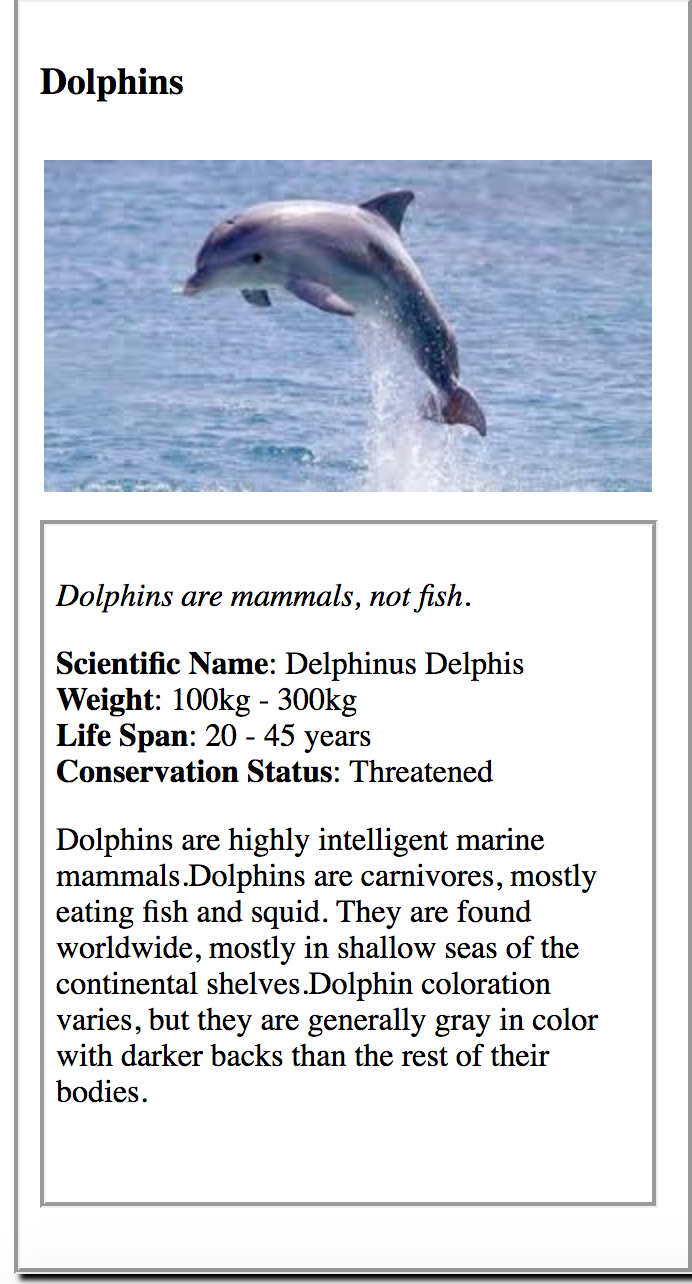 Dolphins
Dolphins are mammals, not fish.
Scientific Name: Delphinus Delphis
Weight: 100kg - 300kg
Life Span: 20 - 45 years
Conservation Status: Threatened
Dolphins are highly intelligent marine
mammals.Dolphins are carnivores, mostly
eating fish and squid. They are found
worldwide, mostly in shallow seas of the
continental shelves.Dolphin coloration
varies, but they are generally gray in color
with darker backs than the rest of their
bodies.